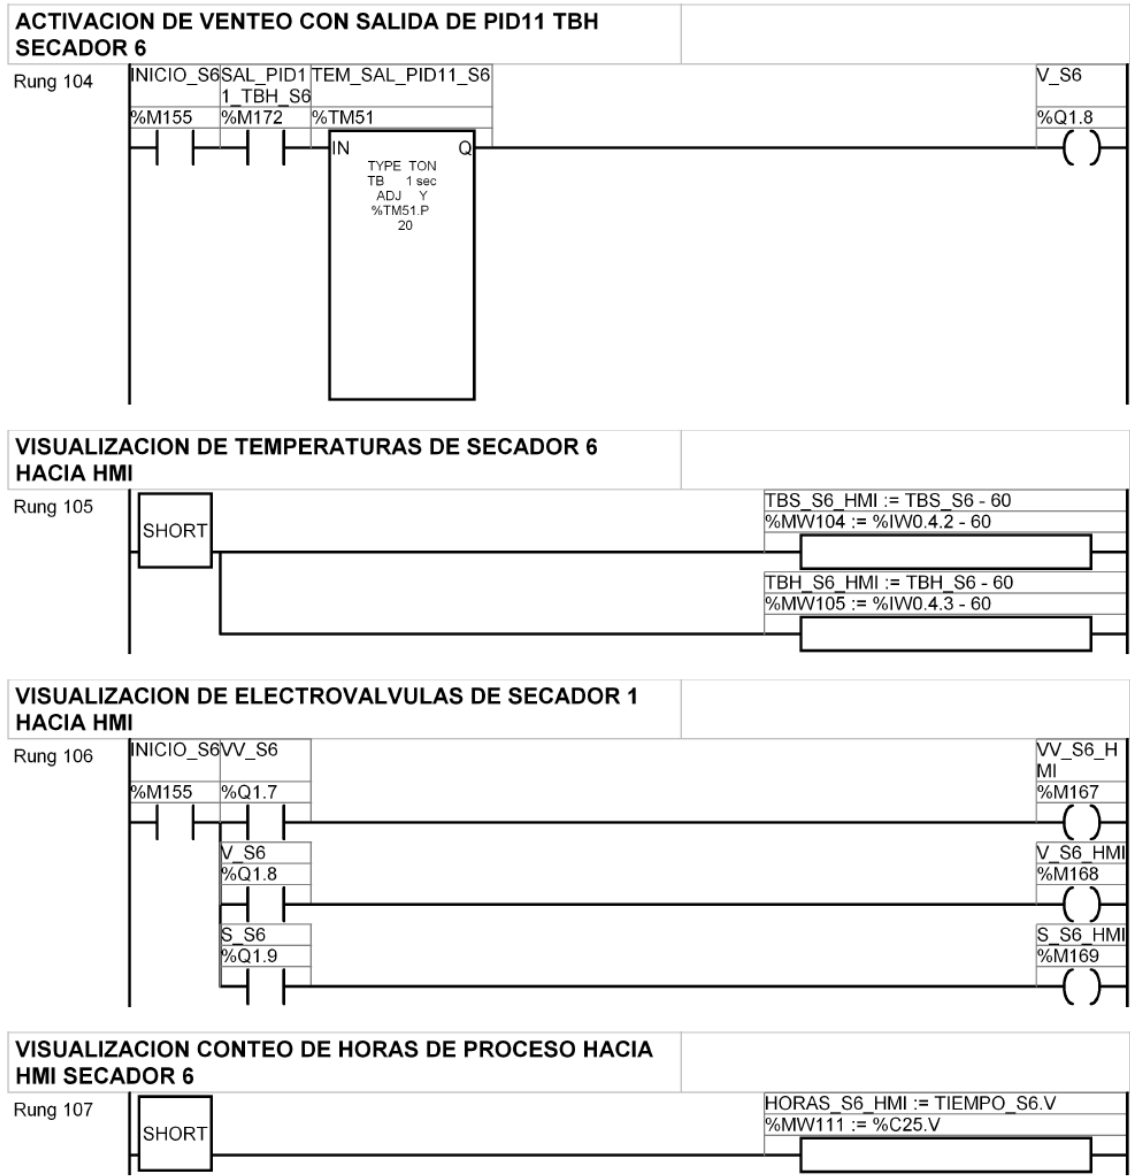 ACTIVACION DE VENTEO CON SALIDA DE PID11 TBH
SECADOR 6
Rung 104
INICIO_S6 SAL_PID1 TEM_SAL_PID11_S6 V_S6
1_TBH_S6
%M155 %M172 %TM51 %Q1.8
IN Q
TYPE TON
TB 1 sec
ADJ Y
%TM51.P
20
VISUALIZACION DE TEMPERATURAS DE SECADOR 6
HACIA HMI
Rung 105
SHORT
TBS_S6_HMI := TBS_S6 - 60
%MW104 := %IW0.4.2 - 60
TBH_S6_HMI := TBH_S6 - 60
%MW105 := %IW0.4.3 - 60
VISUALIZACION DE ELECTROVALVULAS DE SECADOR 1
HACIA HMI
Rung 106
INICIO_S6 VV_S6 VV_S6_H
MI
%M155 %Q1.7 %M167
V_S6 V_S6_HMI
%Q1.8 %M168
S_S6 S_S6_HMI
%Q1.9 %M169
VISUALIZACION CONTEO DE HORAS DE PROCESO HACIA
HMI SECADOR 6
Rung 107
SHORT
HORAS_S6_HMI := TIEMPO_S6.V
%MW111 := %C25.V